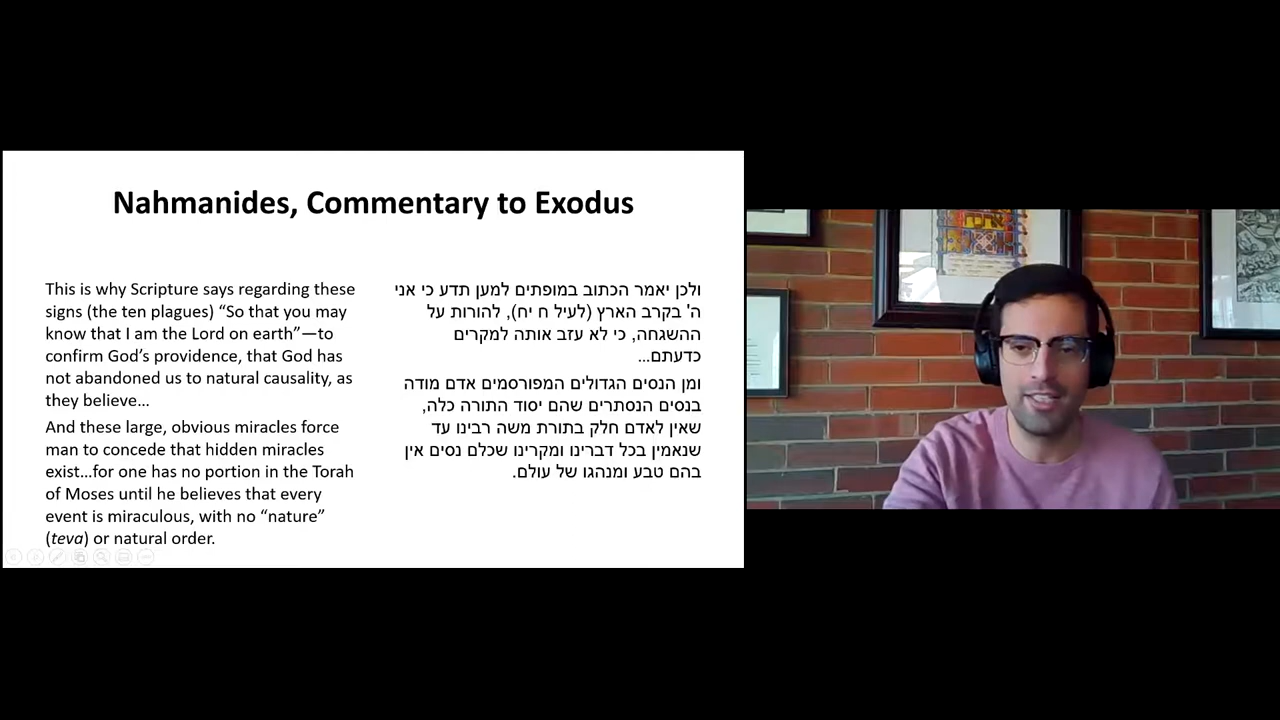 Nahmanides, Commentary to Exodus
This is why Scripture says regarding these
signs (the ten plagues) “So that you may
know that I am the Lord on earth”—to
confirm God’s providence, that God has
not abandoned us to natural causality, as
they believe…
And these large, obvious miracles force
man to concede that hidden miracles
exist…for one has no portion in the Torah
of Moses until he believes that every
event is miraculous, with no “nature”
(teva) or natural order.
ולכן יאמר הכתוב במופתים למען תדע כי אני
ה' בקרב הארץ (לעיל ח יח), להורות על
ההשגחה, כי לא עזב אותה למקרים
כדעתם...
ומן הנסים הגדולים המפורסמים אדם מודה
בנסים הנסתרים שהם יסוד התורה כלה,
שאין לאדם חלק בתורת משה רבינו עד
שנאמין בכל דברינו ומקרינו שכלם נסים אין
בהם טבע ומנהגו של עולם.